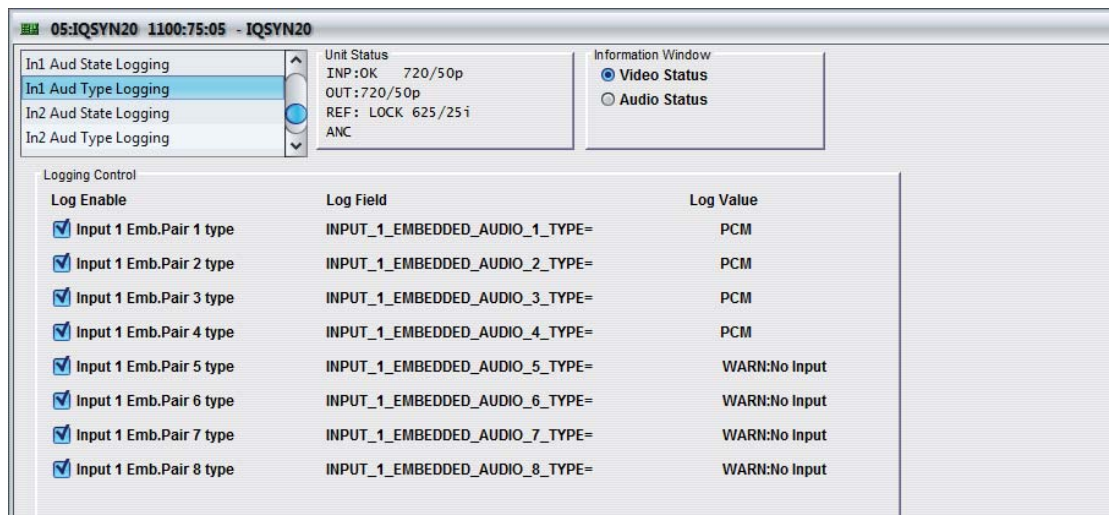 05:IQSYN20 1100:75:05 - IQSYN20
In1 Aud State Logging
In1 Aud Type Logging
In2 Aud State Logging
In2 Aud Type Logging
Unit Status
INP:OK 720/50p
OUT:720/50p
REF: LOCK 625/25i
ANC
Information Window
Video Status
Audio Status
Logging Control
Log Enable Log Field Log Value
Input 1 Emb.Pair 1 type INPUT_1_EMBEDDED_AUDIO_1_TYPE= PCM
Input 1 Emb.Pair 2 type INPUT_1_EMBEDDED_AUDIO_2_TYPE= PCM
Input 1 Emb.Pair 3 type INPUT_1_EMBEDDED_AUDIO_3_TYPE= PCM
Input 1 Emb.Pair 4 type INPUT_1_EMBEDDED_AUDIO_4_TYPE= PCM
Input 1 Emb.Pair 5 type INPUT_1_EMBEDDED_AUDIO_5_TYPE= WARN:No Input
Input 1 Emb.Pair 6 type INPUT_1_EMBEDDED_AUDIO_6_TYPE= WARN:No Input
Input 1 Emb.Pair 7 type INPUT_1_EMBEDDED_AUDIO_7_TYPE= WARN:No Input
Input 1 Emb.Pair 8 type INPUT_1_EMBEDDED_AUDIO_8_TYPE= WARN:No Input